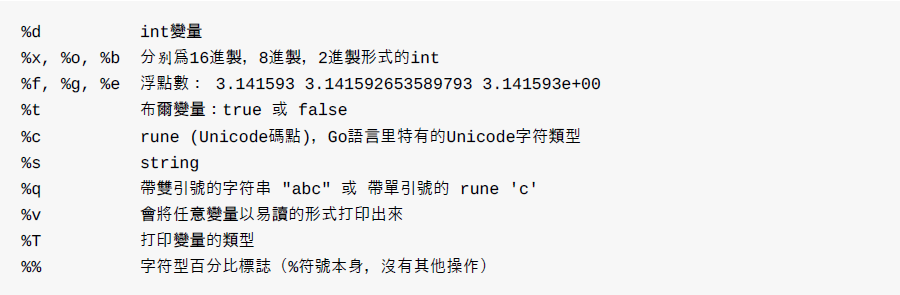 %d int變量
%x, %o, %b 分别爲16進製，8進製，2進製形式的int
%f, %g, %e 浮點數： 3.141593 3.141592653589793 3.141593e+00
%t 布爾變量：true 或 false
%c rune (Unicode碼點)，Go語言里特有的Unicode字符類型
%s string
%q 帶雙引號的字符串 "abc" 或 帶單引號的 rune 'c'
%v 會將任意變量以易讀的形式打印出來
%T 打印變量的類型
%% 字符型百分比標誌（%符號本身，沒有其他操作）